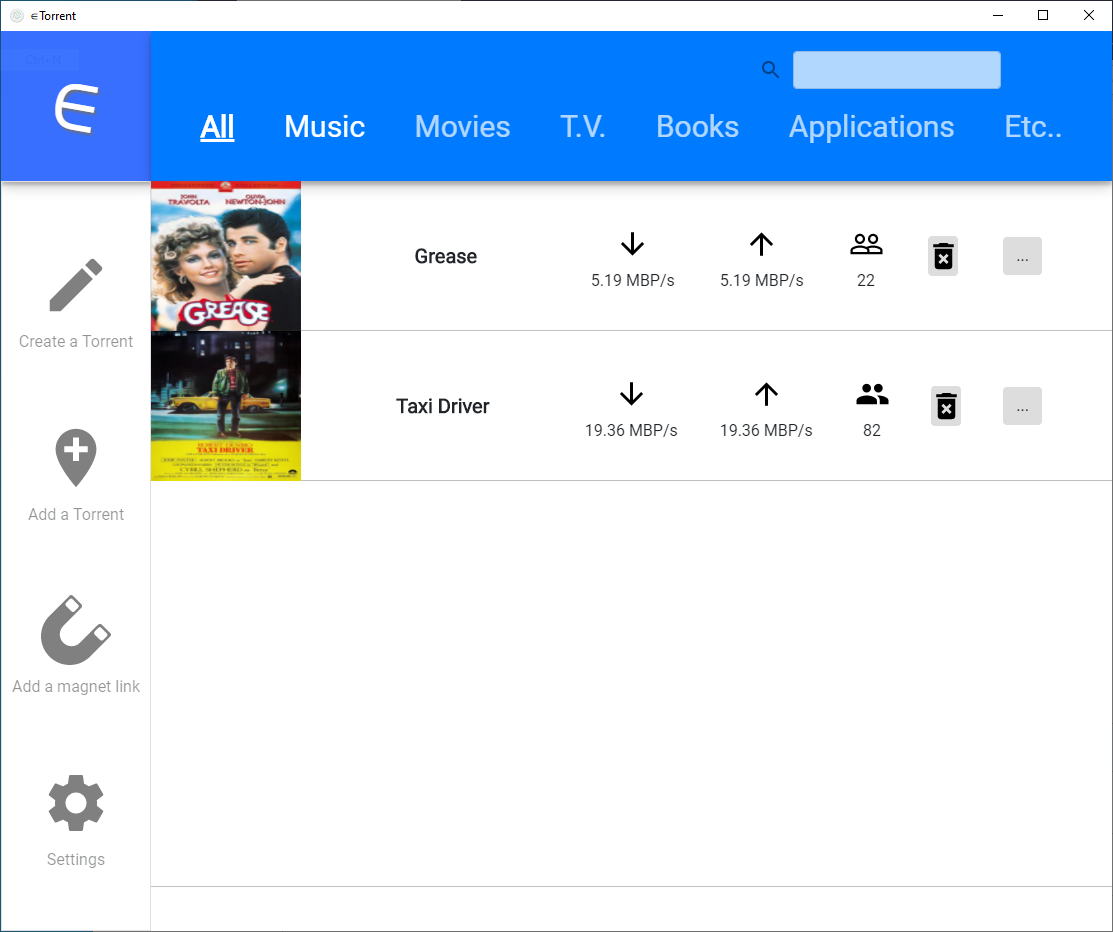 ∈Torrent
Ctrl+N
∈
All Music Movies T.V. Books Applications Etc..
Create a Torrent
Add a Torrent
Add a magnet link
Settings
JOHN TRAVOLTA OLIVIA NEWTON-JOHN
GREASE
Grease
5.19 MBP/s 5.19 MBP/s 22 ...
TAXI DRIVER
Taxi Driver
19.36 MBP/s 19.36 MBP/s 82 ...